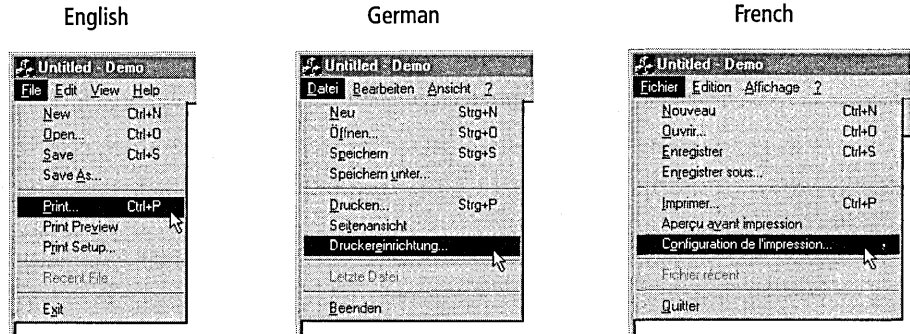 English
Untitled - Demo
File Edit View Help
New Ctrl+N
Open... Ctrl+O
Save Ctrl+S
Save As...
Print... Ctrl+P
Print Preview
Print Setup...
Recent File
Exit
German
Untitled - Demo
Datei Bearbeiten Ansicht ?
Neu Strg+N
Öffnen... Strg+O
Speichern Strg+S
Speichern unter...
Drucken... Strg+P
Seitenansicht
Druckereinrichtung...
Letzte Datei
Beenden
French
Untitled - Demo
Fichier Edition Affichage ?
Nouveau Ctrl+N
Ouvrir... Ctrl+O
Enregistrer Ctrl+S
Enregistrer sous...
Imprimer... Ctrl+P
Aperçu avant impression
Configuration de l'impression...
Fichier récent
Quitter